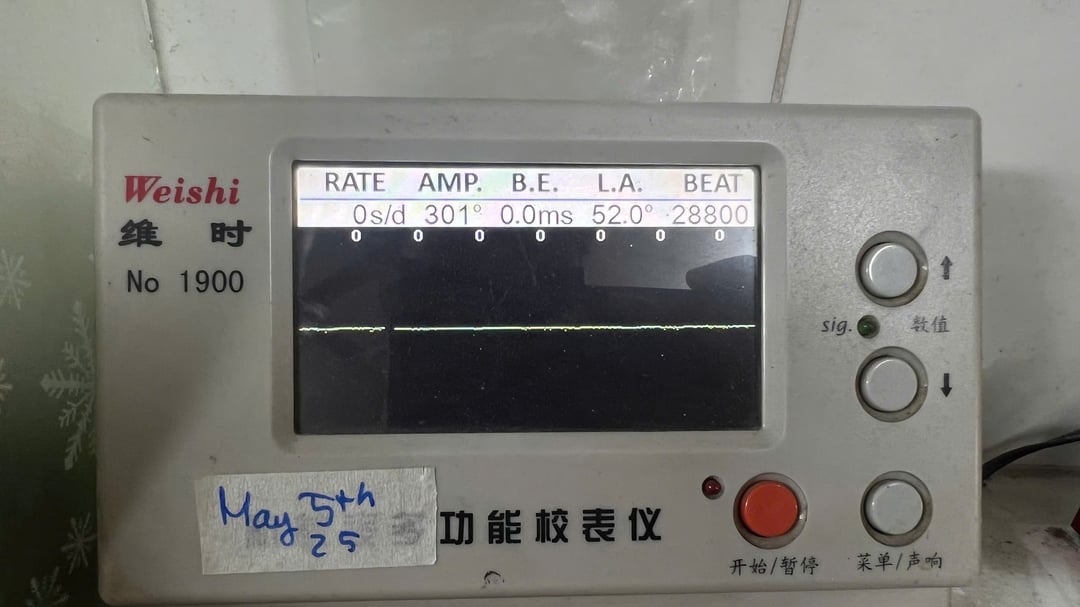 Weishi
维 时
No 1900
RATE AMP. B.E. L.A. BEAT
0s/d 301° 0.0ms 52.0° 28800
0 0 0 0 0 0 0
sig. 数值
May 5th
25
功能校表仪
开始/暂停 菜单/声响